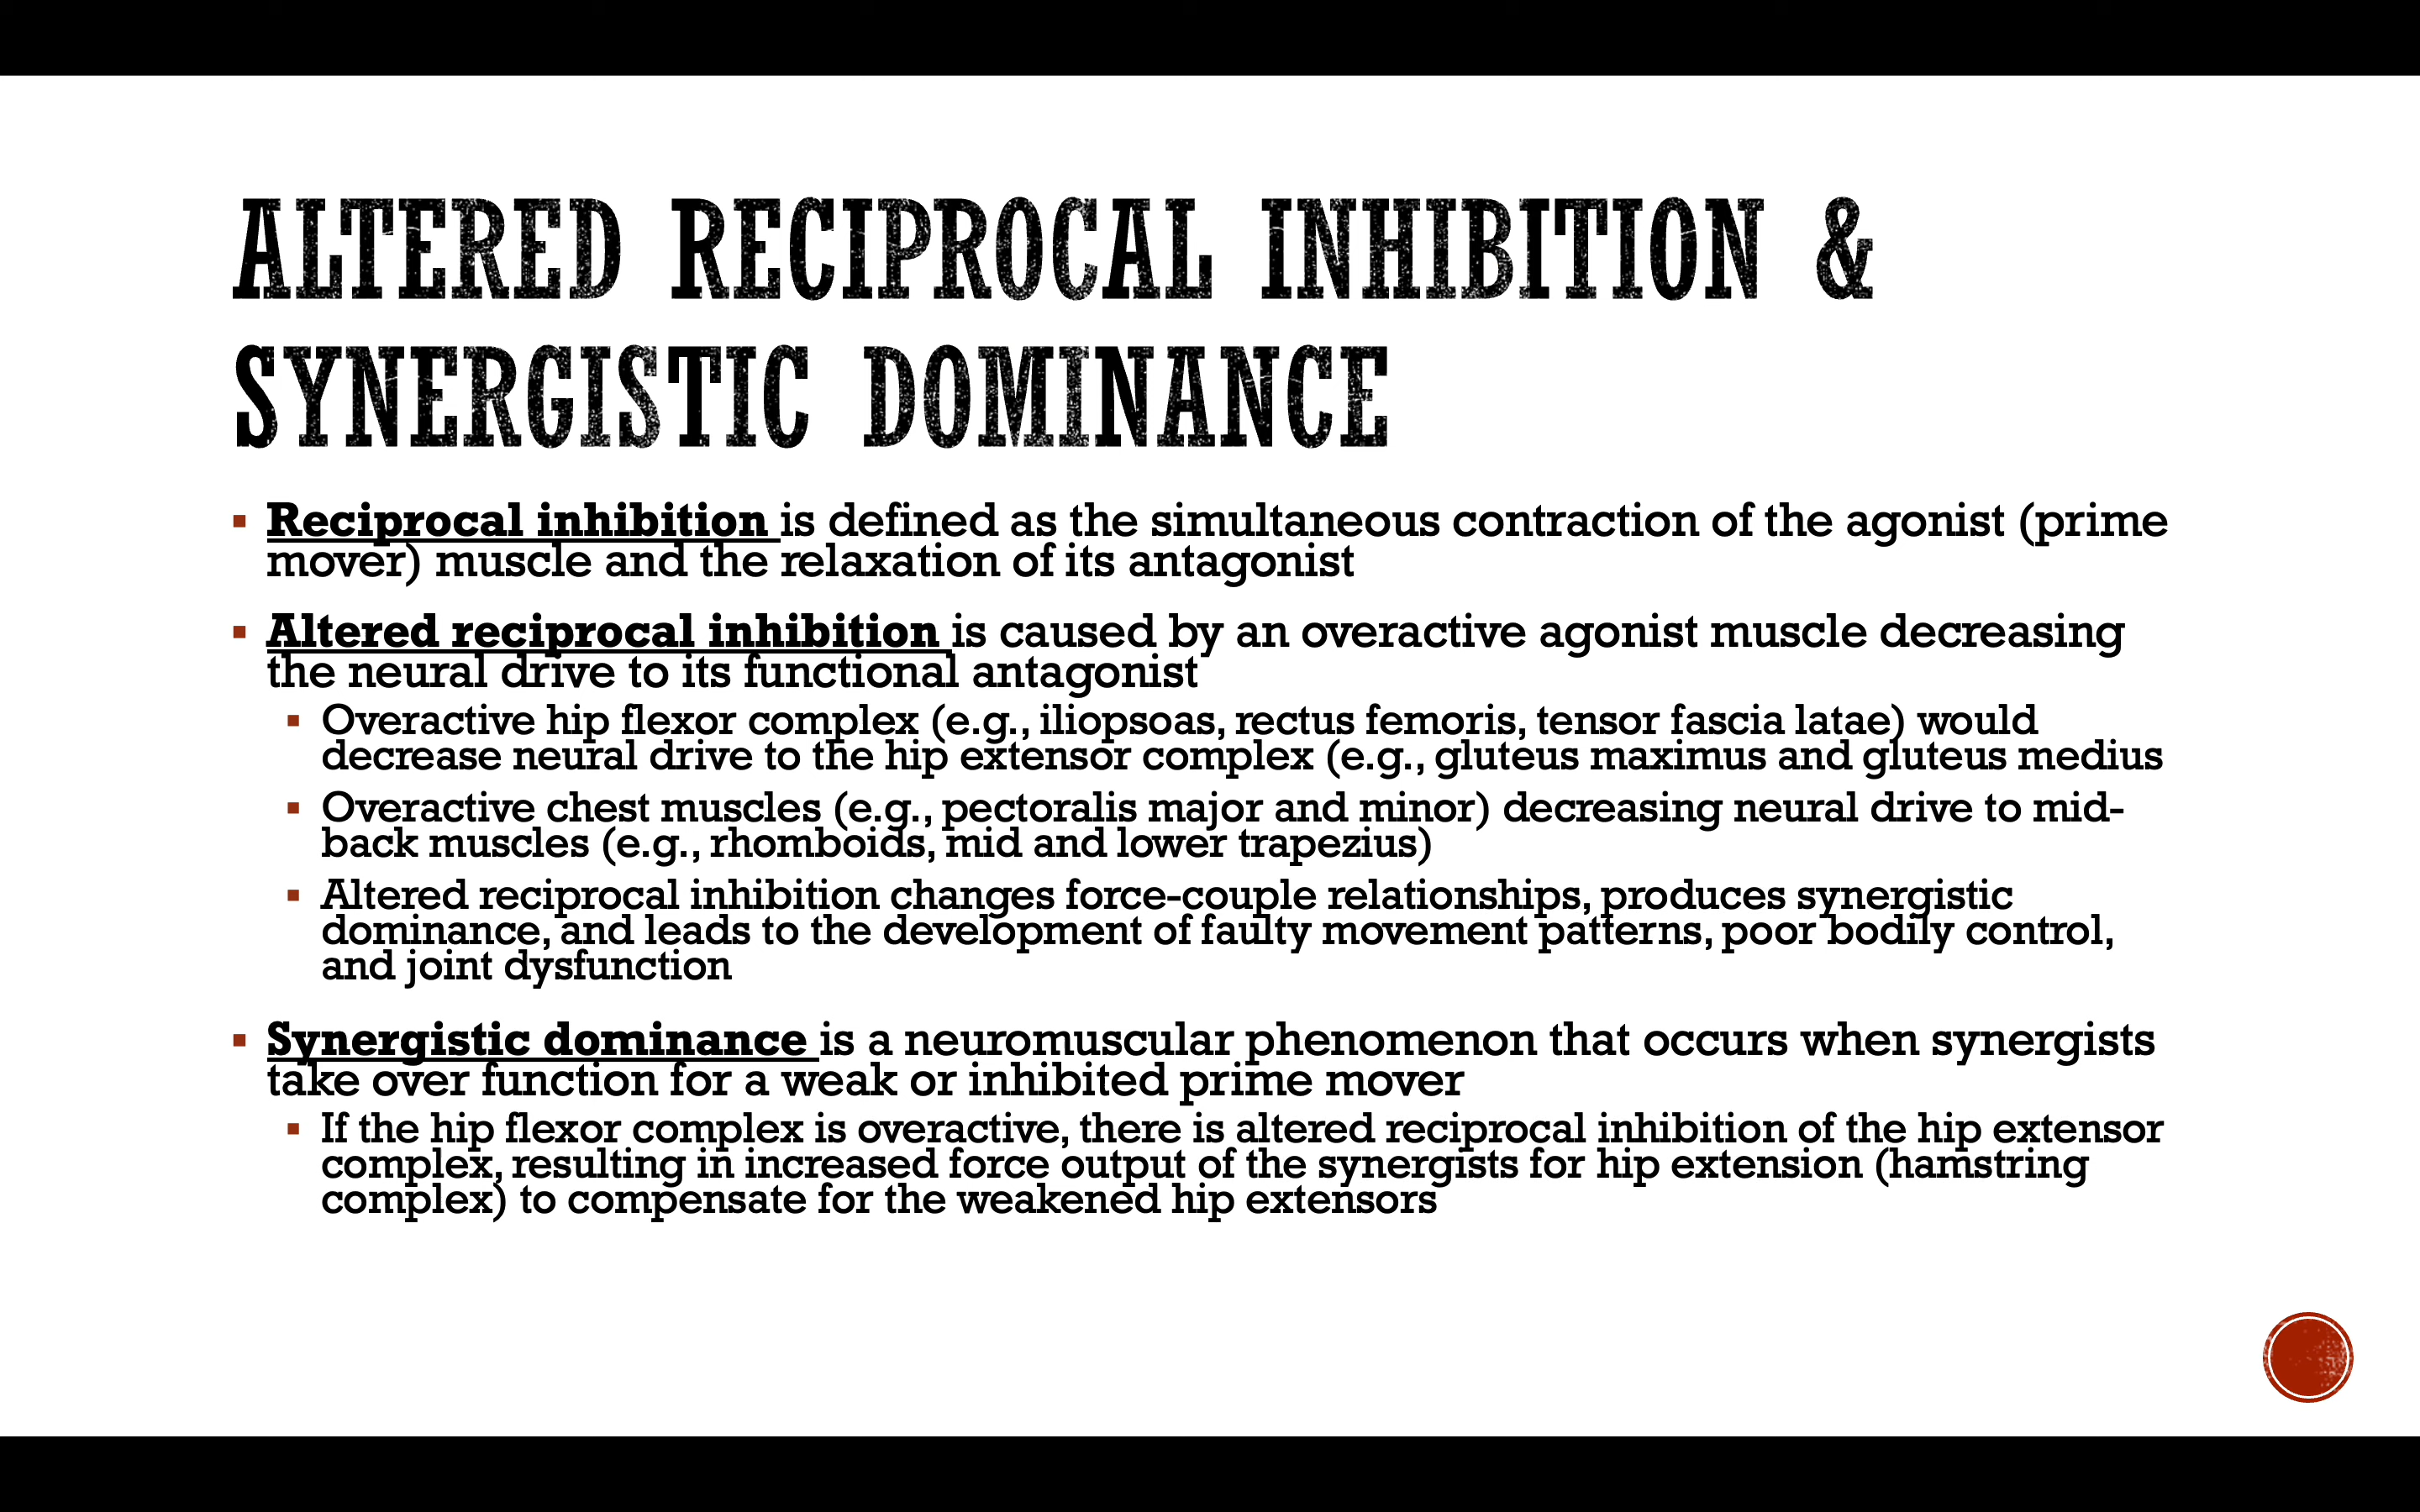 ALTERED RECIPROCAL INHIBITION &
SYNERGISTIC DOMINANCE
▪ Reciprocal inhibition is defined as the simultaneous contraction of the agonist (prime
mover) muscle and the relaxation of its antagonist
▪ Altered reciprocal inhibition is caused by an overactive agonist muscle decreasing
the neural drive to its functional antagonist
▪ Overactive hip flexor complex (e.g., iliopsoas, rectus femoris, tensor fascia latae) would
decrease neural drive to the hip extensor complex (e.g., gluteus maximus and gluteus medius
▪ Overactive chest muscles (e.g., pectoralis major and minor) decreasing neural drive to mid-
back muscles (e.g., rhomboids, mid and lower trapezius)
▪ Altered reciprocal inhibition changes force-couple relationships, produces synergistic
dominance, and leads to the development of faulty movement patterns, poor bodily control,
and joint dysfunction
▪ Synergistic dominance is a neuromuscular phenomenon that occurs when synergists
take over function for a weak or inhibited prime mover
▪ If the hip flexor complex is overactive, there is altered reciprocal inhibition of the hip extensor
complex, resulting in increased force output of the synergists for hip extension (hamstring
complex) to compensate for the weakened hip extensors